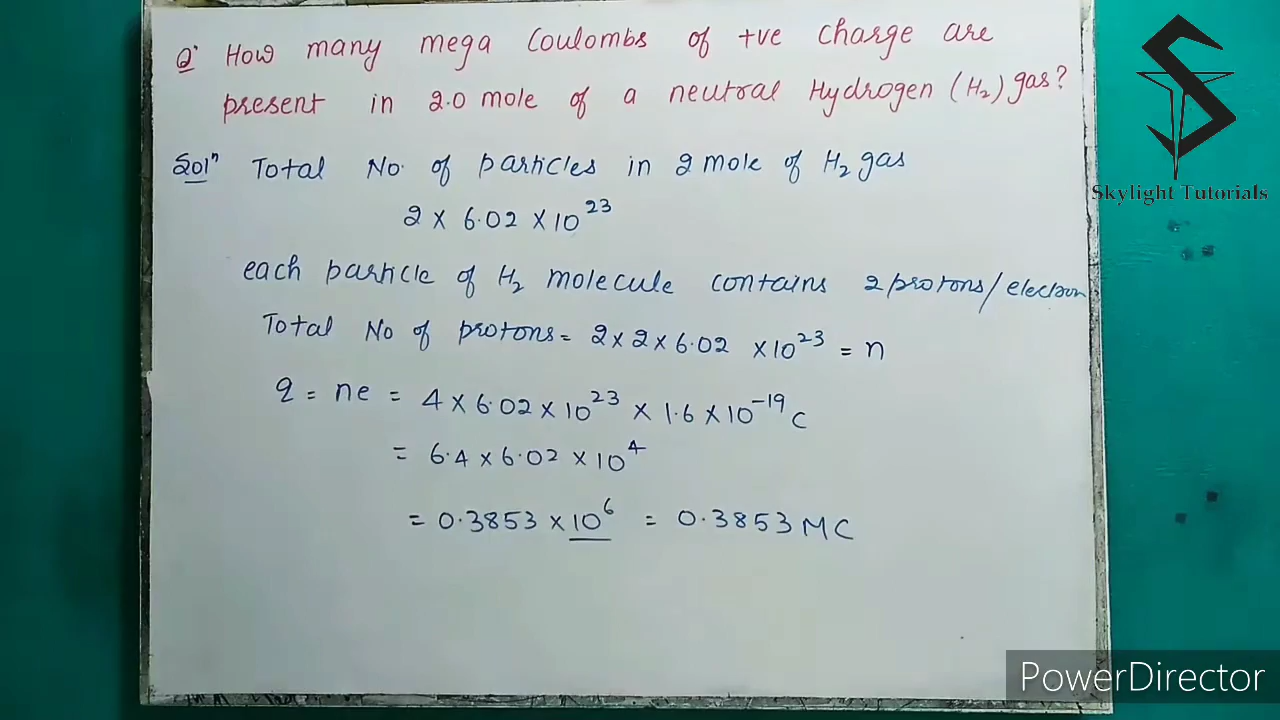 Q. How many mega Coulombs of +ve charge are
present in 2.0 mole of a neutral Hydrogen (H₂) gas?
Solⁿ Total No. of particles in 2 mole of H₂ gas
2 × 6.02 × 10²³
each particle of H₂ molecule contains 2 protons/electron
Total No of protons = 2 × 2 × 6.02 × 10²³ = n
q = ne = 4 × 6.02 × 10²³ × 1.6 × 10⁻¹⁹ C
= 6.4 × 6.02 × 10⁴
= 0.3853 × 10⁶ = 0.3853 MC
Skylight Tutorials
PowerDirector